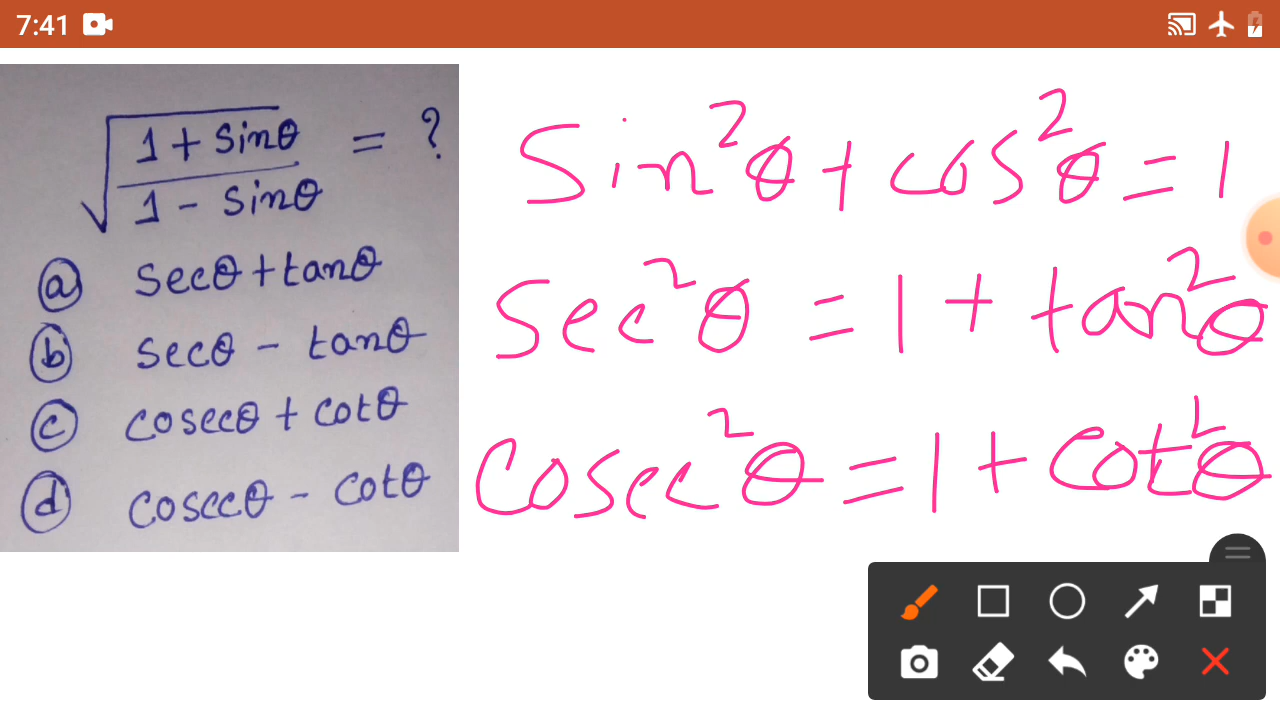 7:41
√(1 + sinθ / 1 - sinθ) = ?
ⓐ secθ + tanθ
ⓑ secθ - tanθ
ⓒ cosecθ + cotθ
ⓓ cosecθ - cotθ
Sin²θ + cos²θ = 1
Sec²θ = 1 + tan²θ
Cosec²θ = 1 + cot²θ